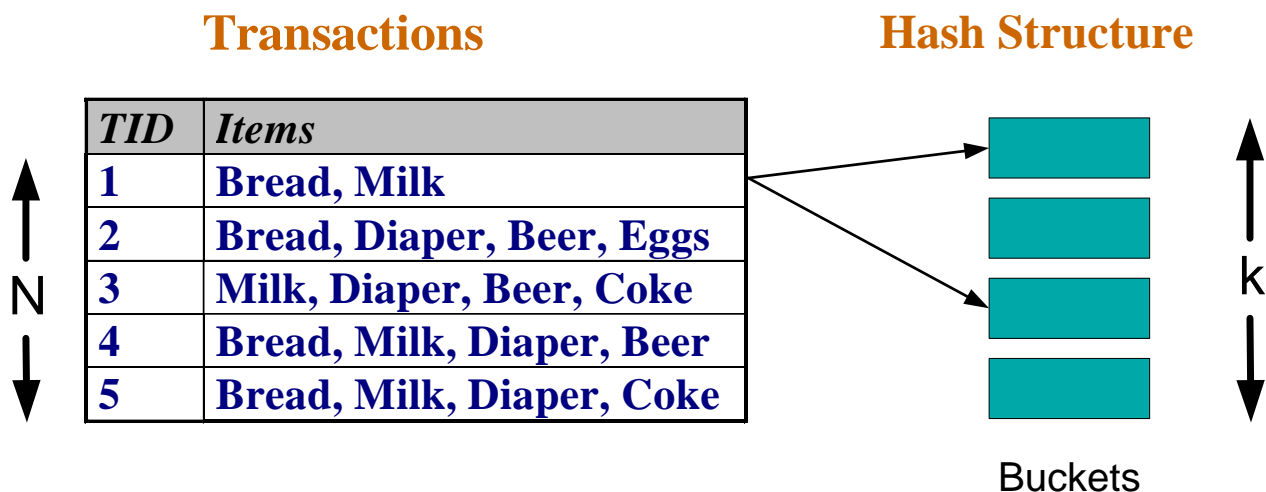 Transactions
Hash Structure
TID Items
1 Bread, Milk
2 Bread, Diaper, Beer, Eggs
3 Milk, Diaper, Beer, Coke
4 Bread, Milk, Diaper, Beer
5 Bread, Milk, Diaper, Coke
N
k
Buckets